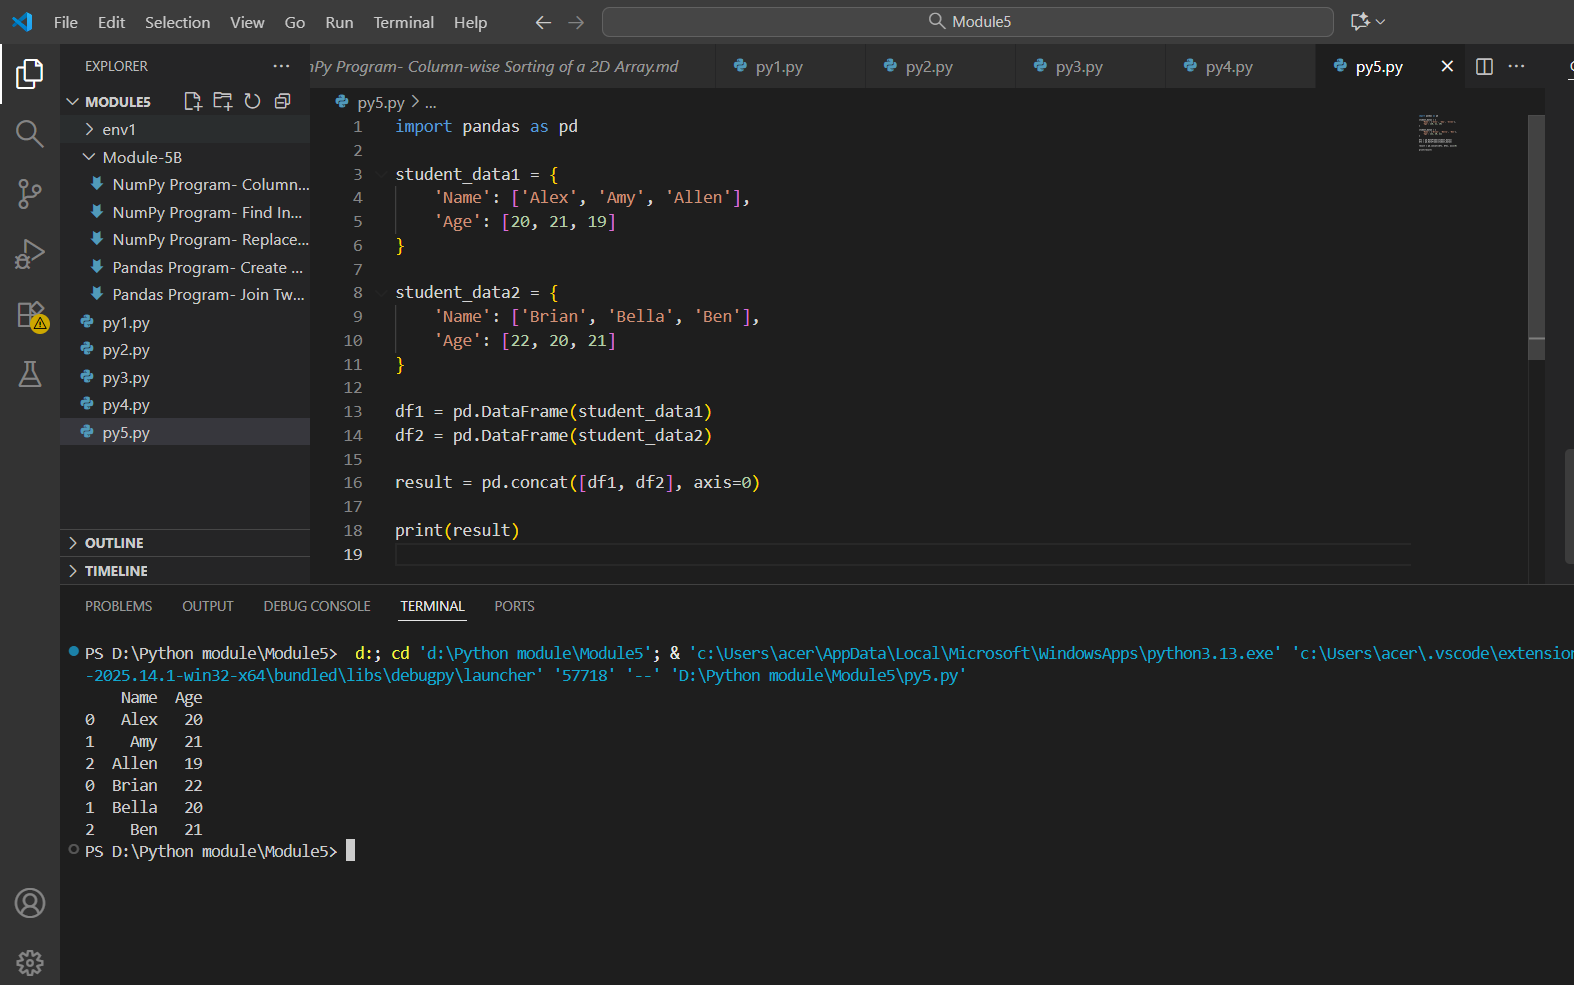 File Edit Selection View Go Run Terminal Help
Module5
EXPLORER
MODULE5
env1
Module-5B
NumPy Program- Column...
NumPy Program- Find In...
NumPy Program- Replace...
Pandas Program- Create ...
Pandas Program- Join Tw...
py1.py
py2.py
py3.py
py4.py
py5.py
OUTLINE
TIMELINE
Py Program- Column-wise Sorting of a 2D Array.md
py1.py
py2.py
py3.py
py4.py
py5.py
py5.py > ...
1 import pandas as pd
2
3 student_data1 = {
4     'Name': ['Alex', 'Amy', 'Allen'],
5     'Age': [20, 21, 19]
6 }
7
8 student_data2 = {
9     'Name': ['Brian', 'Bella', 'Ben'],
10     'Age': [22, 20, 21]
11 }
12
13 df1 = pd.DataFrame(student_data1)
14 df2 = pd.DataFrame(student_data2)
15
16 result = pd.concat([df1, df2], axis=0)
17
18 print(result)
19
PROBLEMS OUTPUT DEBUG CONSOLE TERMINAL PORTS
PS D:\Python module\Module5>  d:; cd 'd:\Python module\Module5'; & 'c:\Users\acer\AppData\Local\Microsoft\WindowsApps\python3.13.exe' 'c:\Users\acer\.vscode\extension
-2025.14.1-win32-x64\bundled\libs\debugpy\launcher' '57718' '--' 'D:\Python module\Module5\py5.py'
    Name  Age
0   Alex   20
1    Amy   21
2  Allen   19
0  Brian   22
1  Bella   20
2    Ben   21
PS D:\Python module\Module5>